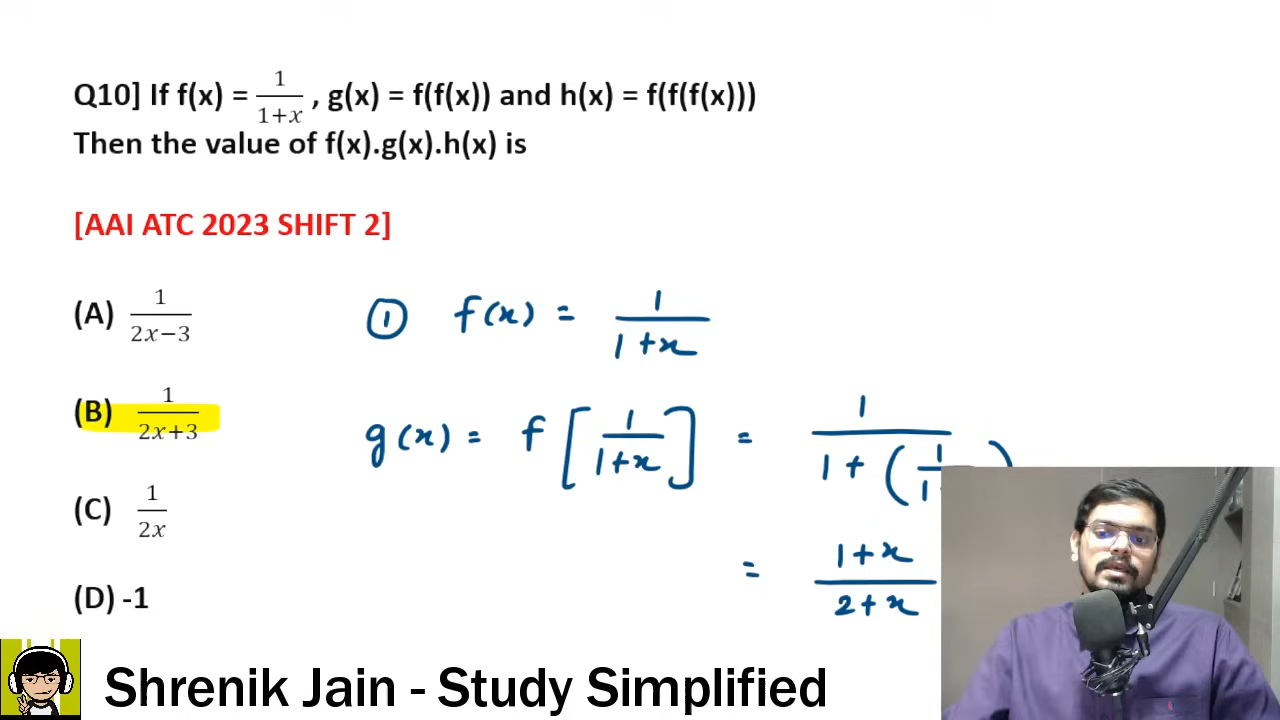 Q10] If f(x) = 1/(1+x) , g(x) = f(f(x)) and h(x) = f(f(f(x)))
Then the value of f(x).g(x).h(x) is
[AAI ATC 2023 SHIFT 2]
(A) 1/(2x−3)
(B) 1/(2x+3)
(C) 1/(2x)
(D) -1
① f(x) = 1/(1+x)
g(x) = f[1/(1+x)] = 1/(1+(1/1
= (1+x)/(2+x)
Shrenik Jain - Study Simplified